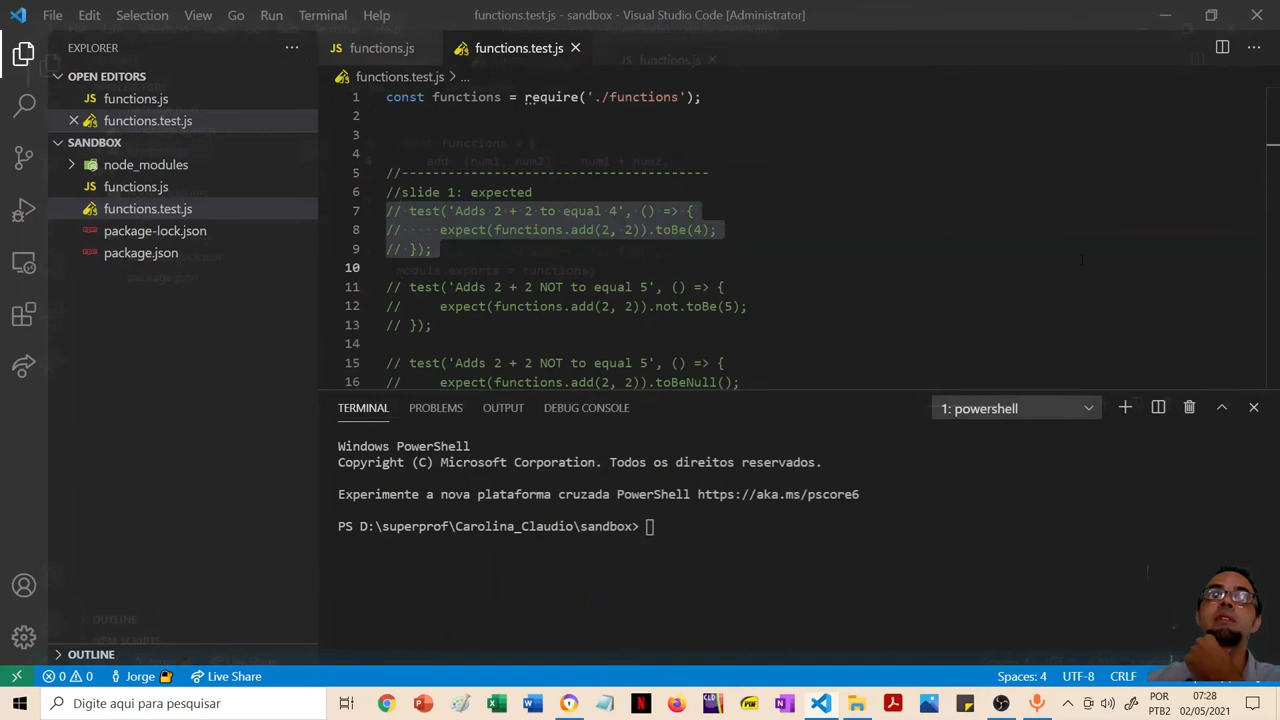 File Edit Selection View Go Run Terminal Help functions.test.js - sandbox - Visual Studio Code [Administrator]
EXPLORER
OPEN EDITORS
functions.js
functions.test.js
SANDBOX
node_modules
functions.js
functions.test.js
package-lock.json
package.json
OUTLINE
functions.js functions.test.js
functions.test.js > ...
1 const functions = require('./functions');
2
3
4
5 //----------------------------------------
6 //slide 1: expected
7 // test('Adds 2 + 2 to equal 4', () => {
8 //     expect(functions.add(2, 2)).toBe(4);
9 // });
10
11 // test('Adds 2 + 2 NOT to equal 5', () => {
12 //     expect(functions.add(2, 2)).not.toBe(5);
13 // });
14
15 // test('Adds 2 + 2 NOT to equal 5', () => {
16 //     expect(functions.add(2, 2)).toBeNull();
TERMINAL PROBLEMS OUTPUT DEBUG CONSOLE 1: powershell
Windows PowerShell
Copyright (C) Microsoft Corporation. Todos os direitos reservados.
Experimente a nova plataforma cruzada PowerShell https://aka.ms/pscore6
PS D:\superprof\Carolina_Claudio\sandbox>
0 0 Jorge Live Share Spaces: 4 UTF-8 CRLF
Digite aqui para pesquisar
POR
PTB2
07:28
02/05/2021